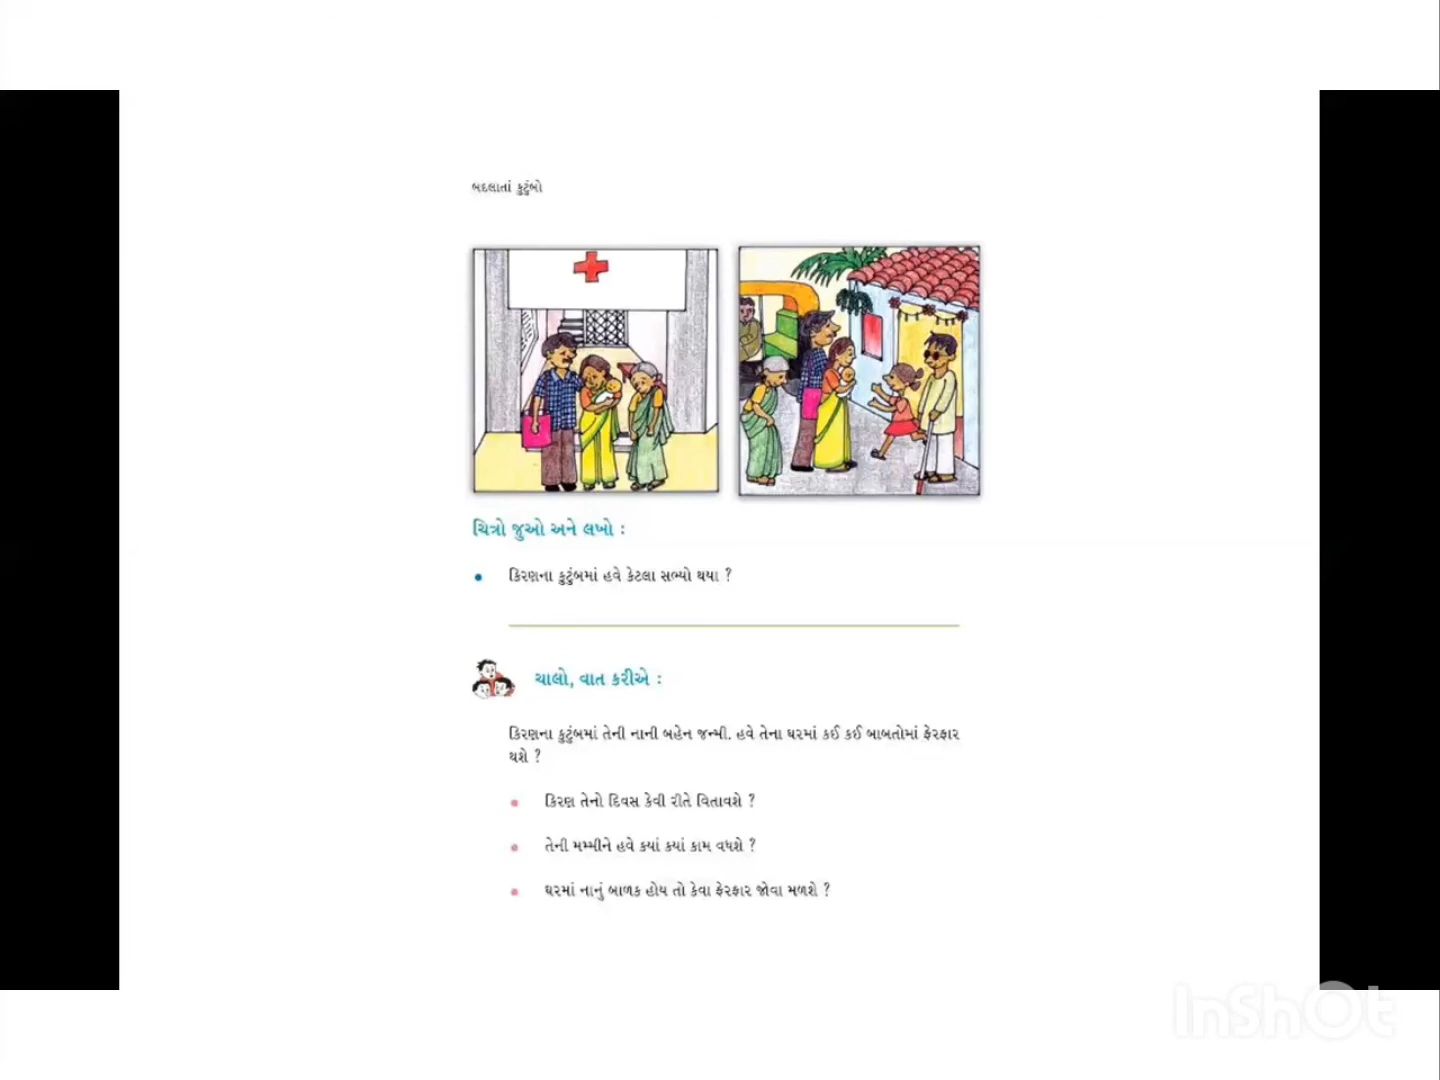 બદલાતાં કુટુંબો
ચિત્રો જુઓ અને લખો :
કિરણના કુટુંબમાં હવે કેટલા સભ્યો થયા ?
ચાલો, વાત કરીએ :
કિરણના કુટુંબમાં તેની નાની બહેન જન્મી. હવે તેના ઘરમાં કઈ કઈ બાબતોમાં ફેરફાર
થશે ?
કિરણ તેનો દિવસ કેવી રીતે વિતાવશે ?
તેની મમ્મીને હવે ક્યાં ક્યાં કામ વધશે ?
ઘરમાં નાનું બાળક હોય તો કેવા ફેરફાર જોવા મળશે ?
InShOt